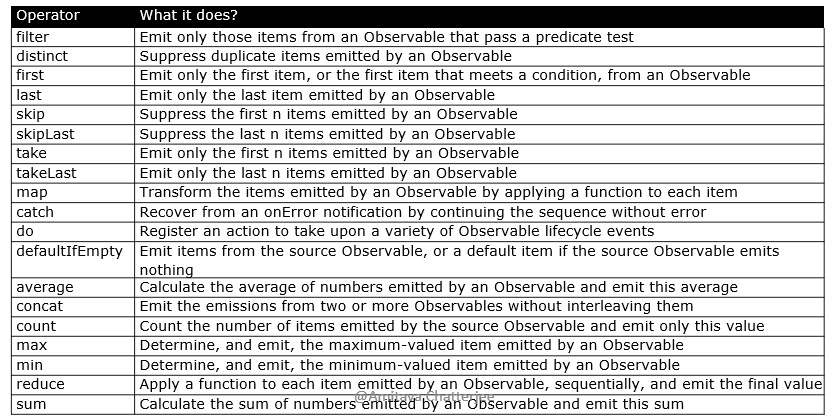 Operator What it does?
filter Emit only those items from an Observable that pass a predicate test
distinct Suppress duplicate items emitted by an Observable
first Emit only the first item, or the first item that meets a condition, from an Observable
last Emit only the last item emitted by an Observable
skip Suppress the first n items emitted by an Observable
skipLast Suppress the last n items emitted by an Observable
take Emit only the first n items emitted by an Observable
takeLast Emit only the last n items emitted by an Observable
map Transform the items emitted by an Observable by applying a function to each item
catch Recover from an onError notification by continuing the sequence without error
do Register an action to take upon a variety of Observable lifecycle events
defaultIfEmpty Emit items from the source Observable, or a default item if the source Observable emits
nothing
average Calculate the average of numbers emitted by an Observable and emit this average
concat Emit the emissions from two or more Observables without interleaving them
count Count the number of items emitted by the source Observable and emit only this value
max Determine, and emit, the maximum-valued item emitted by an Observable
min Determine, and emit, the minimum-valued item emitted by an Observable
reduce Apply a function to each item emitted by an Observable, sequentially, and emit the final value
sum Calculate the sum of numbers emitted by an Observable and emit this sum